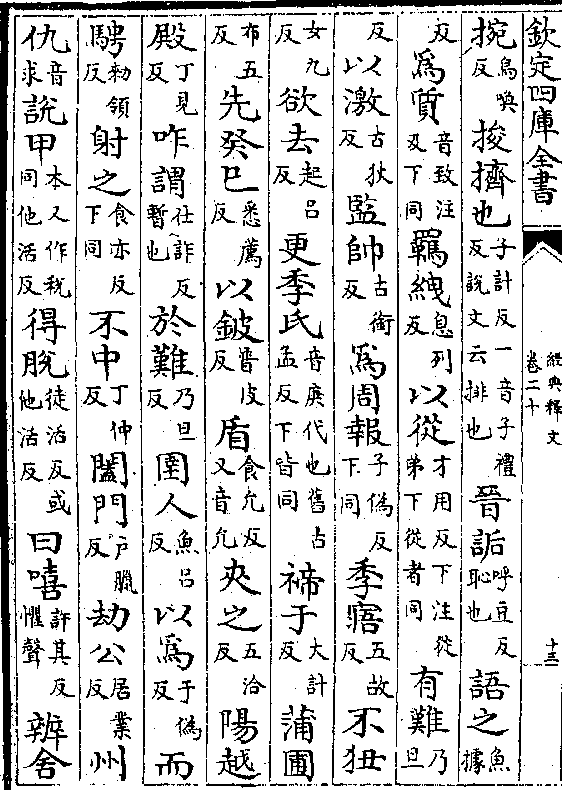 欽定四庫全書
經典釋文
卷二十
十三
捥烏喚反捘擠也子計反一音子禮反說文云排也晉詬呼豆反恥也語之魚據
反爲質音致注及下同羈絏息列反以從才用反下注從弟下從者同有難乃旦
反以激古狄反監帥古銜反爲周報子偽反下同季寤五故反不狃
女九反欲去起呂反更季氏音庚代也舊古孟反下皆同禘于大計反蒲圃
布五反先癸巳悉薦反以鈹普皮反盾食允反又音允夾之五洽反陽越
殿丁見反咋謂仕詐反暫也於難乃旦反圉人魚呂反以爲于偽反而
騁勑領反射之食亦反下同不中丁仲反闔門戶臘反劫公居業反州
仇音求說甲本又作稅同他活反得脫徒活反或他活反曰嘻許其反懼聲辨舍